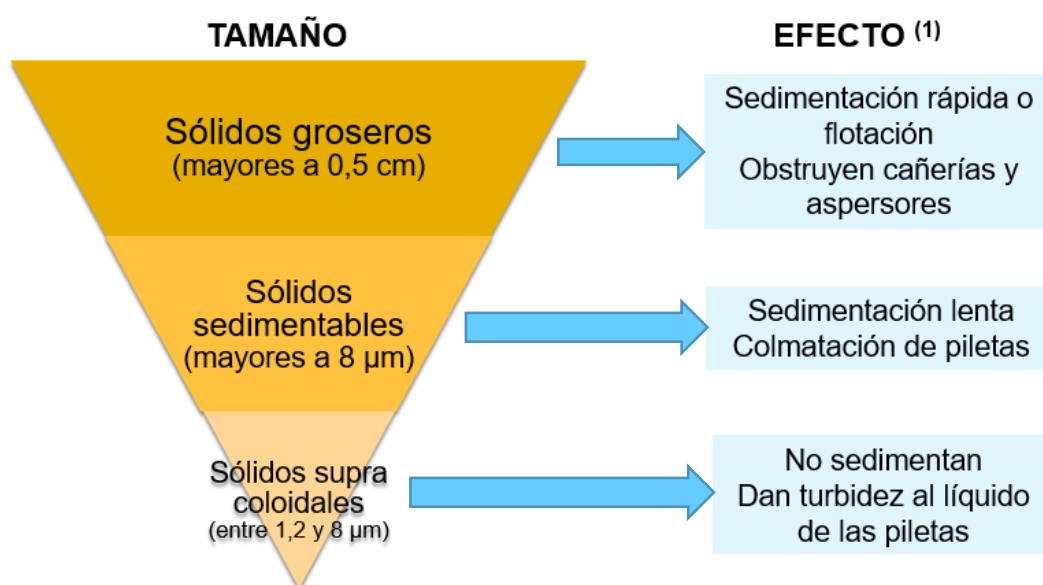 TAMAÑO
EFECTO (1)
Sólidos groseros
(mayores a 0,5 cm)
Sedimentación rápida o
flotación
Obstruyen cañerías y
aspersores
Sólidos
sedimentables
(mayores a 8 µm)
Sedimentación lenta
Colmatación de piletas
Sólidos supra
coloidales
(entre 1,2 y 8 µm)
No sedimentan
Dan turbidez al líquido
de las piletas